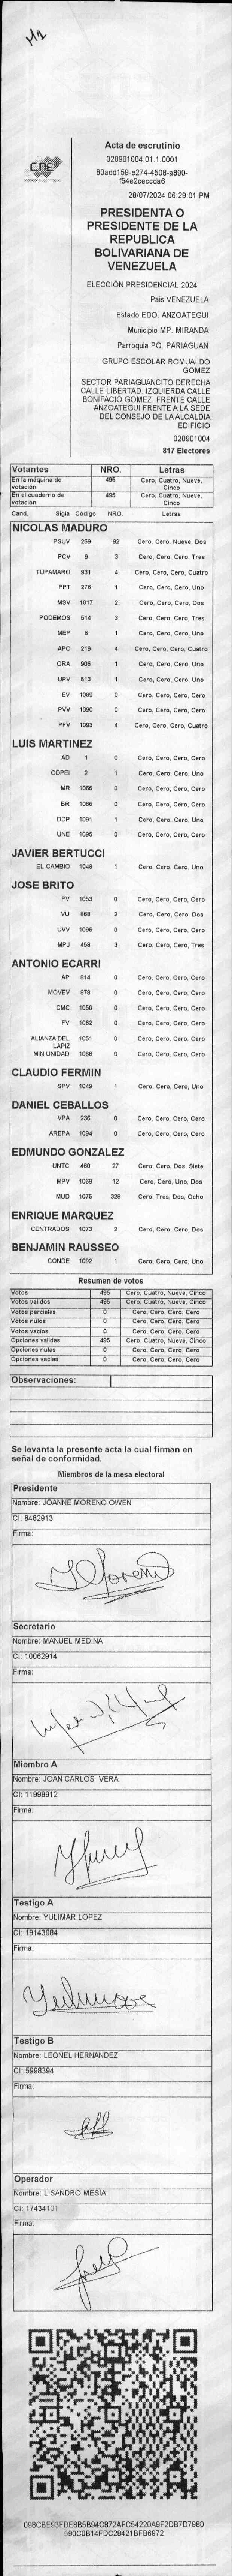 M2
CNE
Acta de escrutinio
020901004.01.1.0001
80add159-e274-4508-a890-
f54e2ceccda6
28/07/2024 06:29:01 PM
PRESIDENTA O
PRESIDENTE DE LA
REPUBLICA
BOLIVARIANA DE
VENEZUELA
ELECCIÓN PRESIDENCIAL 2024
Pais VENEZUELA
Estado EDO. ANZOATEGUI
Municipio MP. MIRANDA
Parroquia PQ. PARIAGUAN
GRUPO ESCOLAR ROMUALDO
GOMEZ
SECTOR PARIAGUANCITO DERECHA
CALLE LIBERTAD. IZQUIERDA CALLE
BONIFACIO GOMEZ. FRENTE CALLE
ANZOATEGUI FRENTE A LA SEDE
DEL CONSEJO DE LA ALCALDIA
EDIFICIO
020901004
817 Electores
Votantes NRO. Letras
En la máquina de votación 495 Cero, Cuatro, Nueve, Cinco
En el cuaderno de votación 495 Cero, Cuatro, Nueve, Cinco
Cand. Sigla Código NRO. Letras
NICOLAS MADURO
PSUV 269 92 Cero, Cero, Nueve, Dos
PCV 9 3 Cero, Cero, Cero, Tres
TUPAMARO 931 4 Cero, Cero, Cero, Cuatro
PPT 276 1 Cero, Cero, Cero, Uno
MSV 1017 2 Cero, Cero, Cero, Dos
PODEMOS 514 3 Cero, Cero, Cero, Tres
MEP 6 1 Cero, Cero, Cero, Uno
APC 219 4 Cero, Cero, Cero, Cuatro
ORA 906 1 Cero, Cero, Cero, Uno
UPV 513 1 Cero, Cero, Cero, Uno
EV 1089 0 Cero, Cero, Cero, Cero
PVV 1090 0 Cero, Cero, Cero, Cero
PFV 1093 4 Cero, Cero, Cero, Cuatro
LUIS MARTINEZ
AD 1 0 Cero, Cero, Cero, Cero
COPEI 2 1 Cero, Cero, Cero, Uno
MR 1065 0 Cero, Cero, Cero, Cero
BR 1066 0 Cero, Cero, Cero, Cero
DDP 1091 1 Cero, Cero, Cero, Uno
UNE 1095 0 Cero, Cero, Cero, Cero
JAVIER BERTUCCI
EL CAMBIO 1048 1 Cero, Cero, Cero, Uno
JOSE BRITO
PV 1053 0 Cero, Cero, Cero, Cero
VU 868 2 Cero, Cero, Cero, Dos
UVV 1096 0 Cero, Cero, Cero, Cero
MPJ 458 3 Cero, Cero, Cero, Tres
ANTONIO ECARRI
AP 814 0 Cero, Cero, Cero, Cero
MOVEV 879 0 Cero, Cero, Cero, Cero
CMC 1050 0 Cero, Cero, Cero, Cero
FV 1062 0 Cero, Cero, Cero, Cero
ALIANZA DEL LAPIZ 1051 0 Cero, Cero, Cero, Cero
MIN UNIDAD 1068 0 Cero, Cero, Cero, Cero
CLAUDIO FERMIN
SPV 1049 1 Cero, Cero, Cero, Uno
DANIEL CEBALLOS
VPA 236 0 Cero, Cero, Cero, Cero
AREPA 1094 0 Cero, Cero, Cero, Cero
EDMUNDO GONZALEZ
UNTC 460 27 Cero, Cero, Dos, Siete
MPV 1069 12 Cero, Cero, Uno, Dos
MUD 1075 328 Cero, Tres, Dos, Ocho
ENRIQUE MARQUEZ
CENTRADOS 1073 2 Cero, Cero, Cero, Dos
BENJAMIN RAUSSEO
CONDE 1092 1 Cero, Cero, Cero, Uno
Resumen de votos
Votos 495 Cero, Cuatro, Nueve, Cinco
Votos validos 495 Cero, Cuatro, Nueve, Cinco
Votos parciales 0 Cero, Cero, Cero, Cero
Votos nulos 0 Cero, Cero, Cero, Cero
Votos vacios 0 Cero, Cero, Cero, Cero
Opciones validas 495 Cero, Cuatro, Nueve, Cinco
Opciones nulas 0 Cero, Cero, Cero, Cero
Opciones vacias 0 Cero, Cero, Cero, Cero
Observaciones:
Se levanta la presente acta la cual firman en
señal de conformidad.
Miembros de la mesa electoral
Presidente
Nombre: JOANNE MORENO OWEN
CI: 8462913
Firma:
Secretario
Nombre: MANUEL MEDINA
CI: 10062914
Firma:
Miembro A
Nombre: JOAN CARLOS VERA
CI: 11998912
Firma:
Testigo A
Nombre: YULIMAR LOPEZ
CI: 19143084
Firma:
Testigo B
Nombre: LEONEL HERNANDEZ
CI: 5998394
Firma:
Operador
Nombre: LISANDRO MESIA
CI: 17434101
Firma:
098CBE93FDE8B5B94C872AFC54220A9F2DB7D7980
590C0B14FDC28421BFB6972